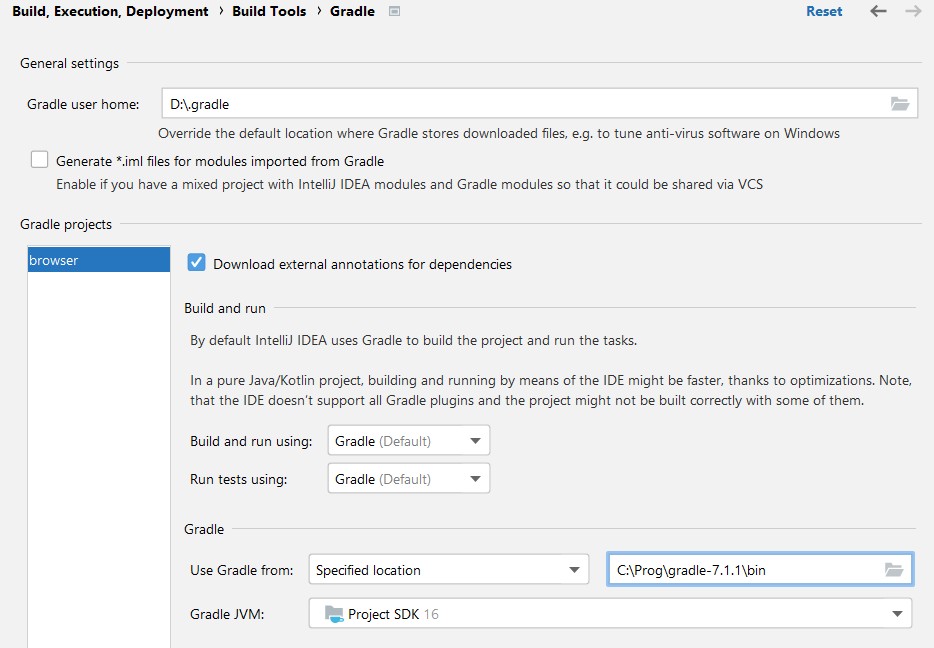 Build, Execution, Deployment › Build Tools › Gradle Reset
General settings
Gradle user home: D:\.gradle
Override the default location where Gradle stores downloaded files, e.g. to tune anti-virus software on Windows
Generate *.iml files for modules imported from Gradle
Enable if you have a mixed project with IntelliJ IDEA modules and Gradle modules so that it could be shared via VCS
Gradle projects
browser
Download external annotations for dependencies
Build and run
By default IntelliJ IDEA uses Gradle to build the project and run the tasks.
In a pure Java/Kotlin project, building and running by means of the IDE might be faster, thanks to optimizations. Note,
that the IDE doesn't support all Gradle plugins and the project might not be built correctly with some of them.
Build and run using: Gradle (Default)
Run tests using: Gradle (Default)
Gradle
Use Gradle from: Specified location C:\Prog\gradle-7.1.1\bin
Gradle JVM: Project SDK 16